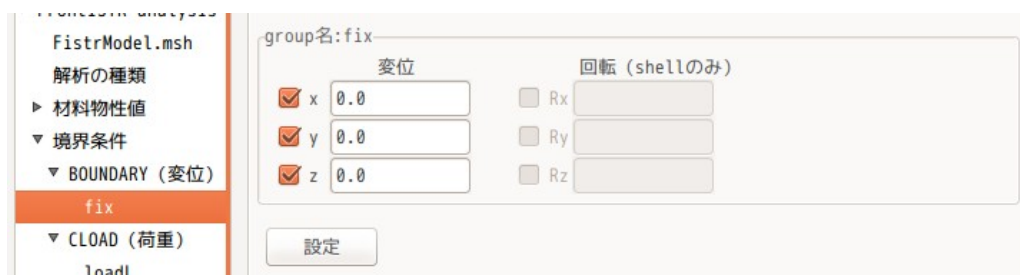 FistrModel.msh
解析の種類
材料物性値
境界条件
BOUNDARY (変位)
fix
CLOAD (荷重)
group名:fix
変位 回転 (shellのみ)
x 0.0 Rx
y 0.0 Ry
z 0.0 Rz
設定